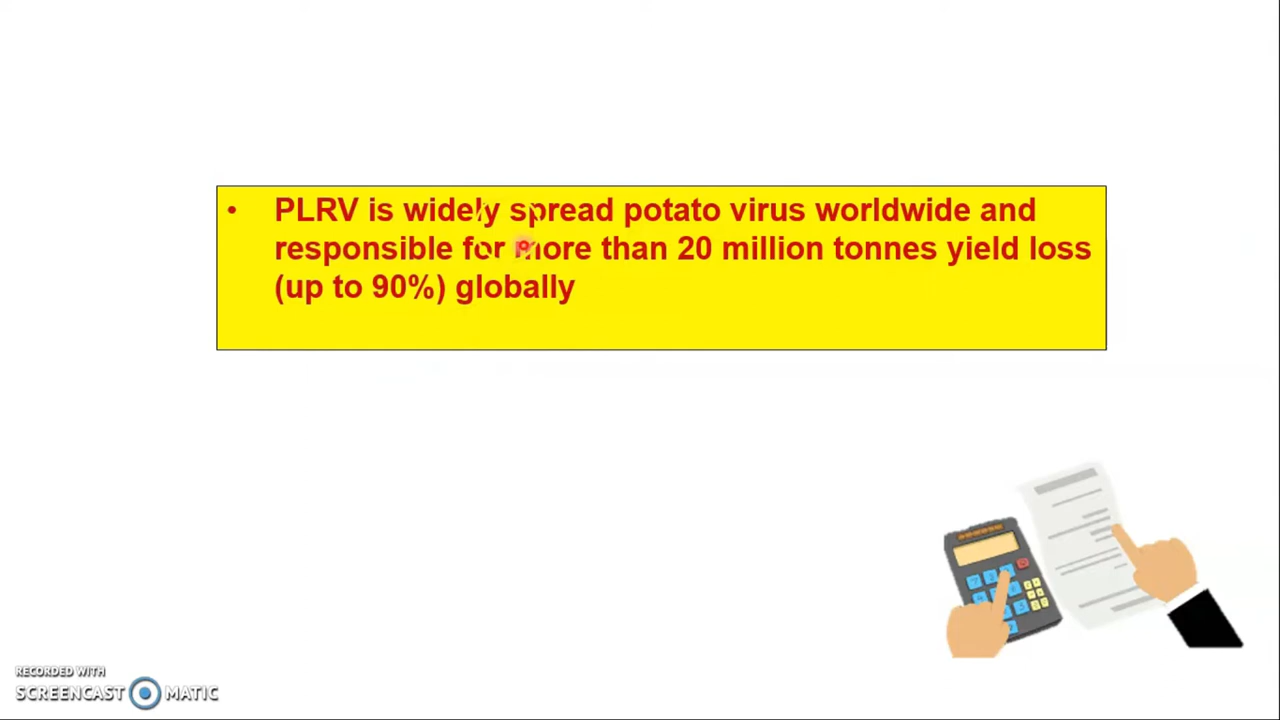 • PLRV is widely spread potato virus worldwide and
responsible for more than 20 million tonnes yield loss
(up to 90%) globally
RECORDED WITH
SCREENCAST MATIC